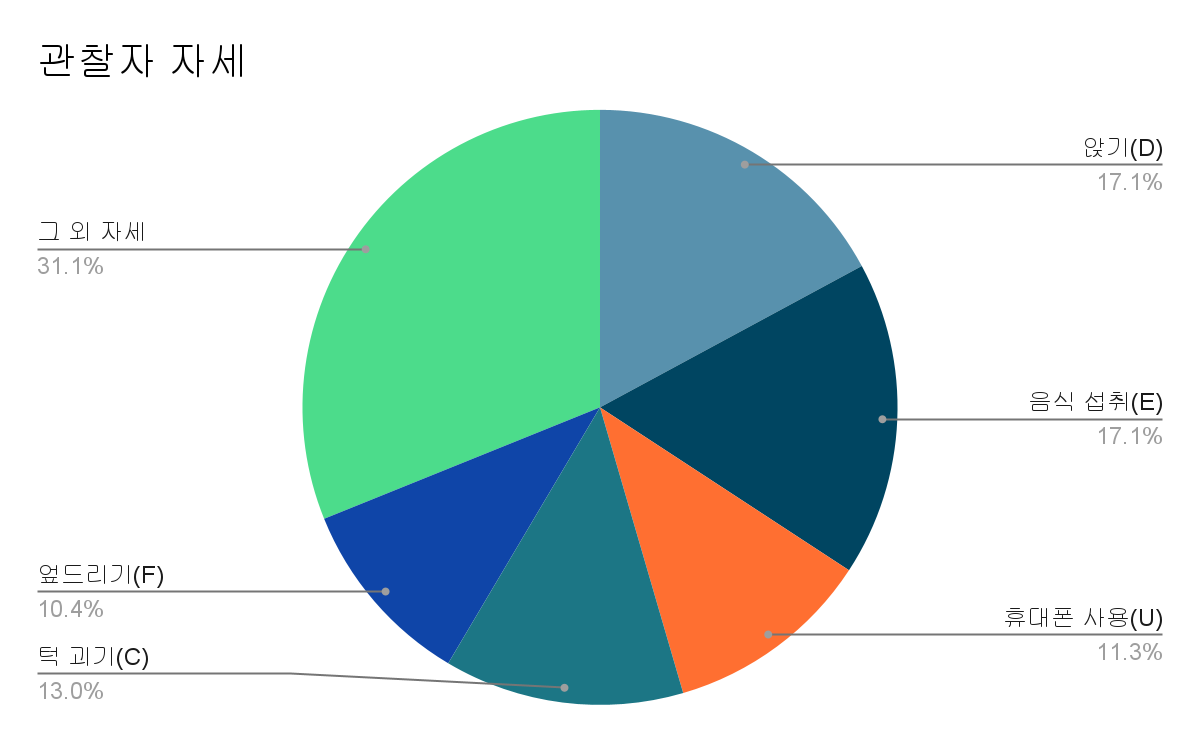 관찰자 자세
앉기(D)
17.1%
음식 섭취(E)
17.1%
휴대폰 사용(U)
11.3%
턱 괴기(C)
13.0%
엎드리기(F)
10.4%
그 외 자세
31.1%